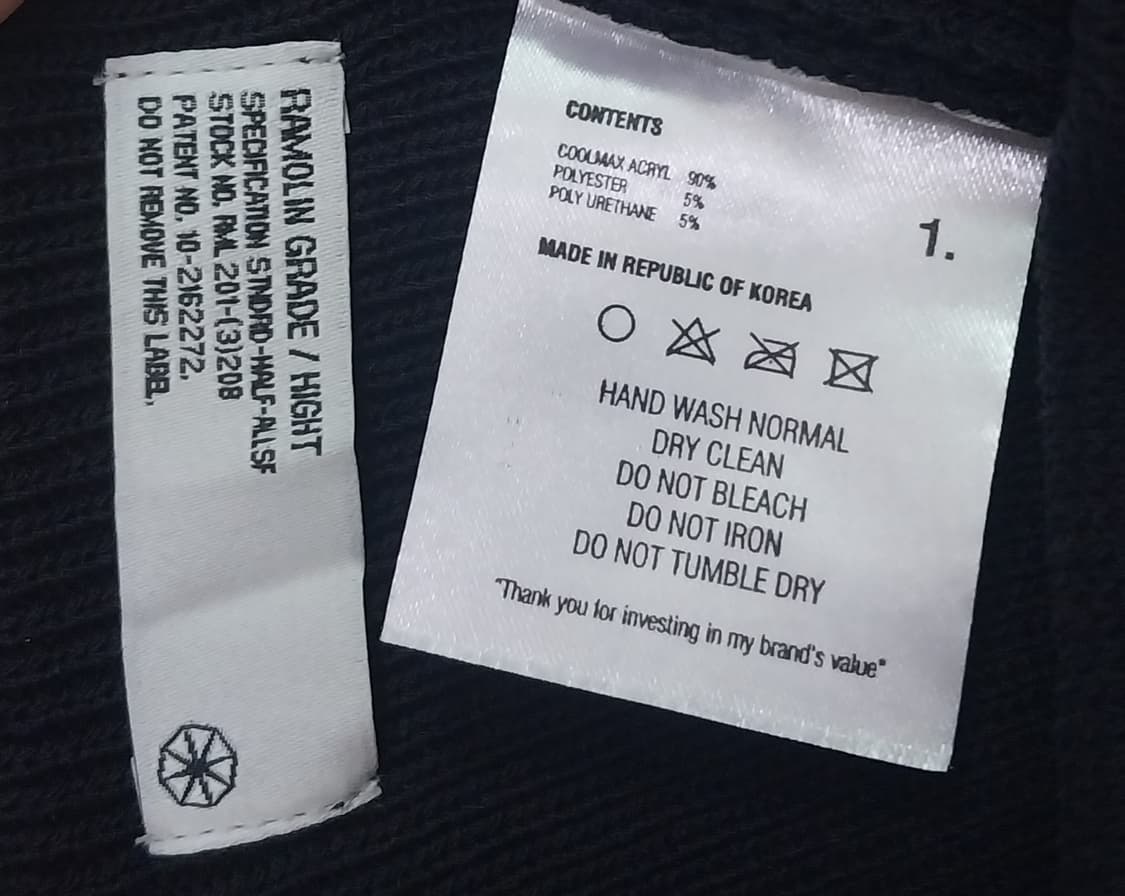 RAMOLIN GRADE / HIGHT
SPECIFICATION STNDRD-HALF-ALLSF
STOCK NO. RML 201-(3)208
PATENT NO. 10-2162272.
DO NOT REMOVE THIS LABEL.
CONTENTS
COOLMAX ACRYL 90%
POLYESTER 5%
POLY URETHANE 5%
1.
MADE IN REPUBLIC OF KOREA
HAND WASH NORMAL
DRY CLEAN
DO NOT BLEACH
DO NOT IRON
DO NOT TUMBLE DRY
"Thank you for investing in my brand's value"